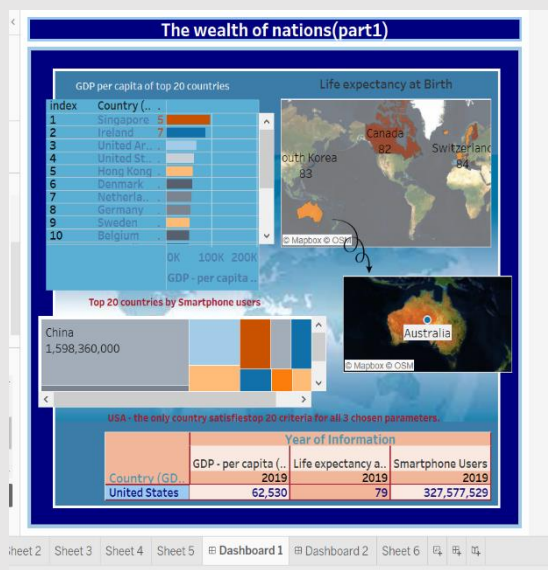 The wealth of nations(part1)
GDP per capita of top 20 countries
index Country (.. .
1 Singapore 5
2 Ireland 7
3 United Ar.. .
4 United St.. .
5 Hong Kong .
6 Denmark .
7 Netherla.. .
8 Germany .
9 Sweden .
10 Belgium .
0K 100K 200K
GDP - per capita ..
Life expectancy at Birth
Canada
82
Switzerland
84
outh Korea
83
© Mapbox © OSM
Australia
© Mapbox © OSM
Top 20 countries by Smartphone users
China
1,598,360,000
USA - the only country satisfiestop 20 criteria for all 3 chosen parameters.
Year of Information
GDP - per capita (.. Life expectancy a.. Smartphone Users
Country (GD.. 2019 2019 2019
United States 62,530 79 327,577,529
heet 2 Sheet 3 Sheet 4 Sheet 5 Dashboard 1 Dashboard 2 Sheet 6